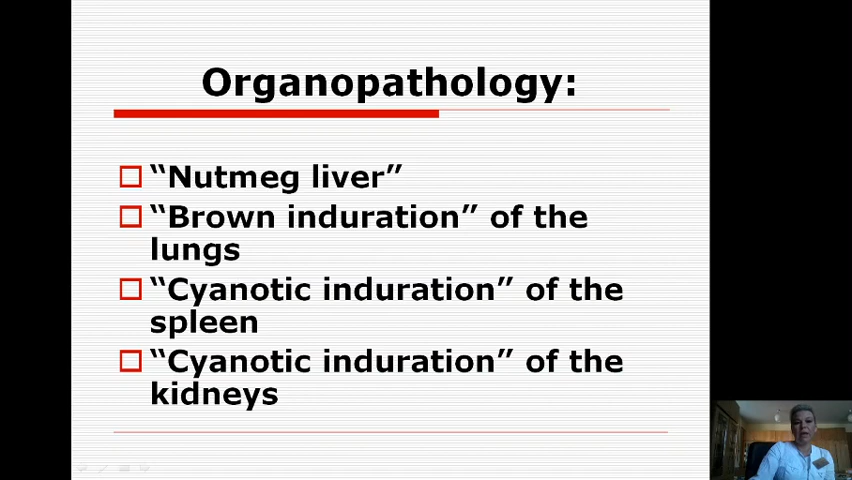 Organopathology:
“Nutmeg liver”
“Brown induration” of the
lungs
“Cyanotic induration” of the
spleen
“Cyanotic induration” of the
kidneys